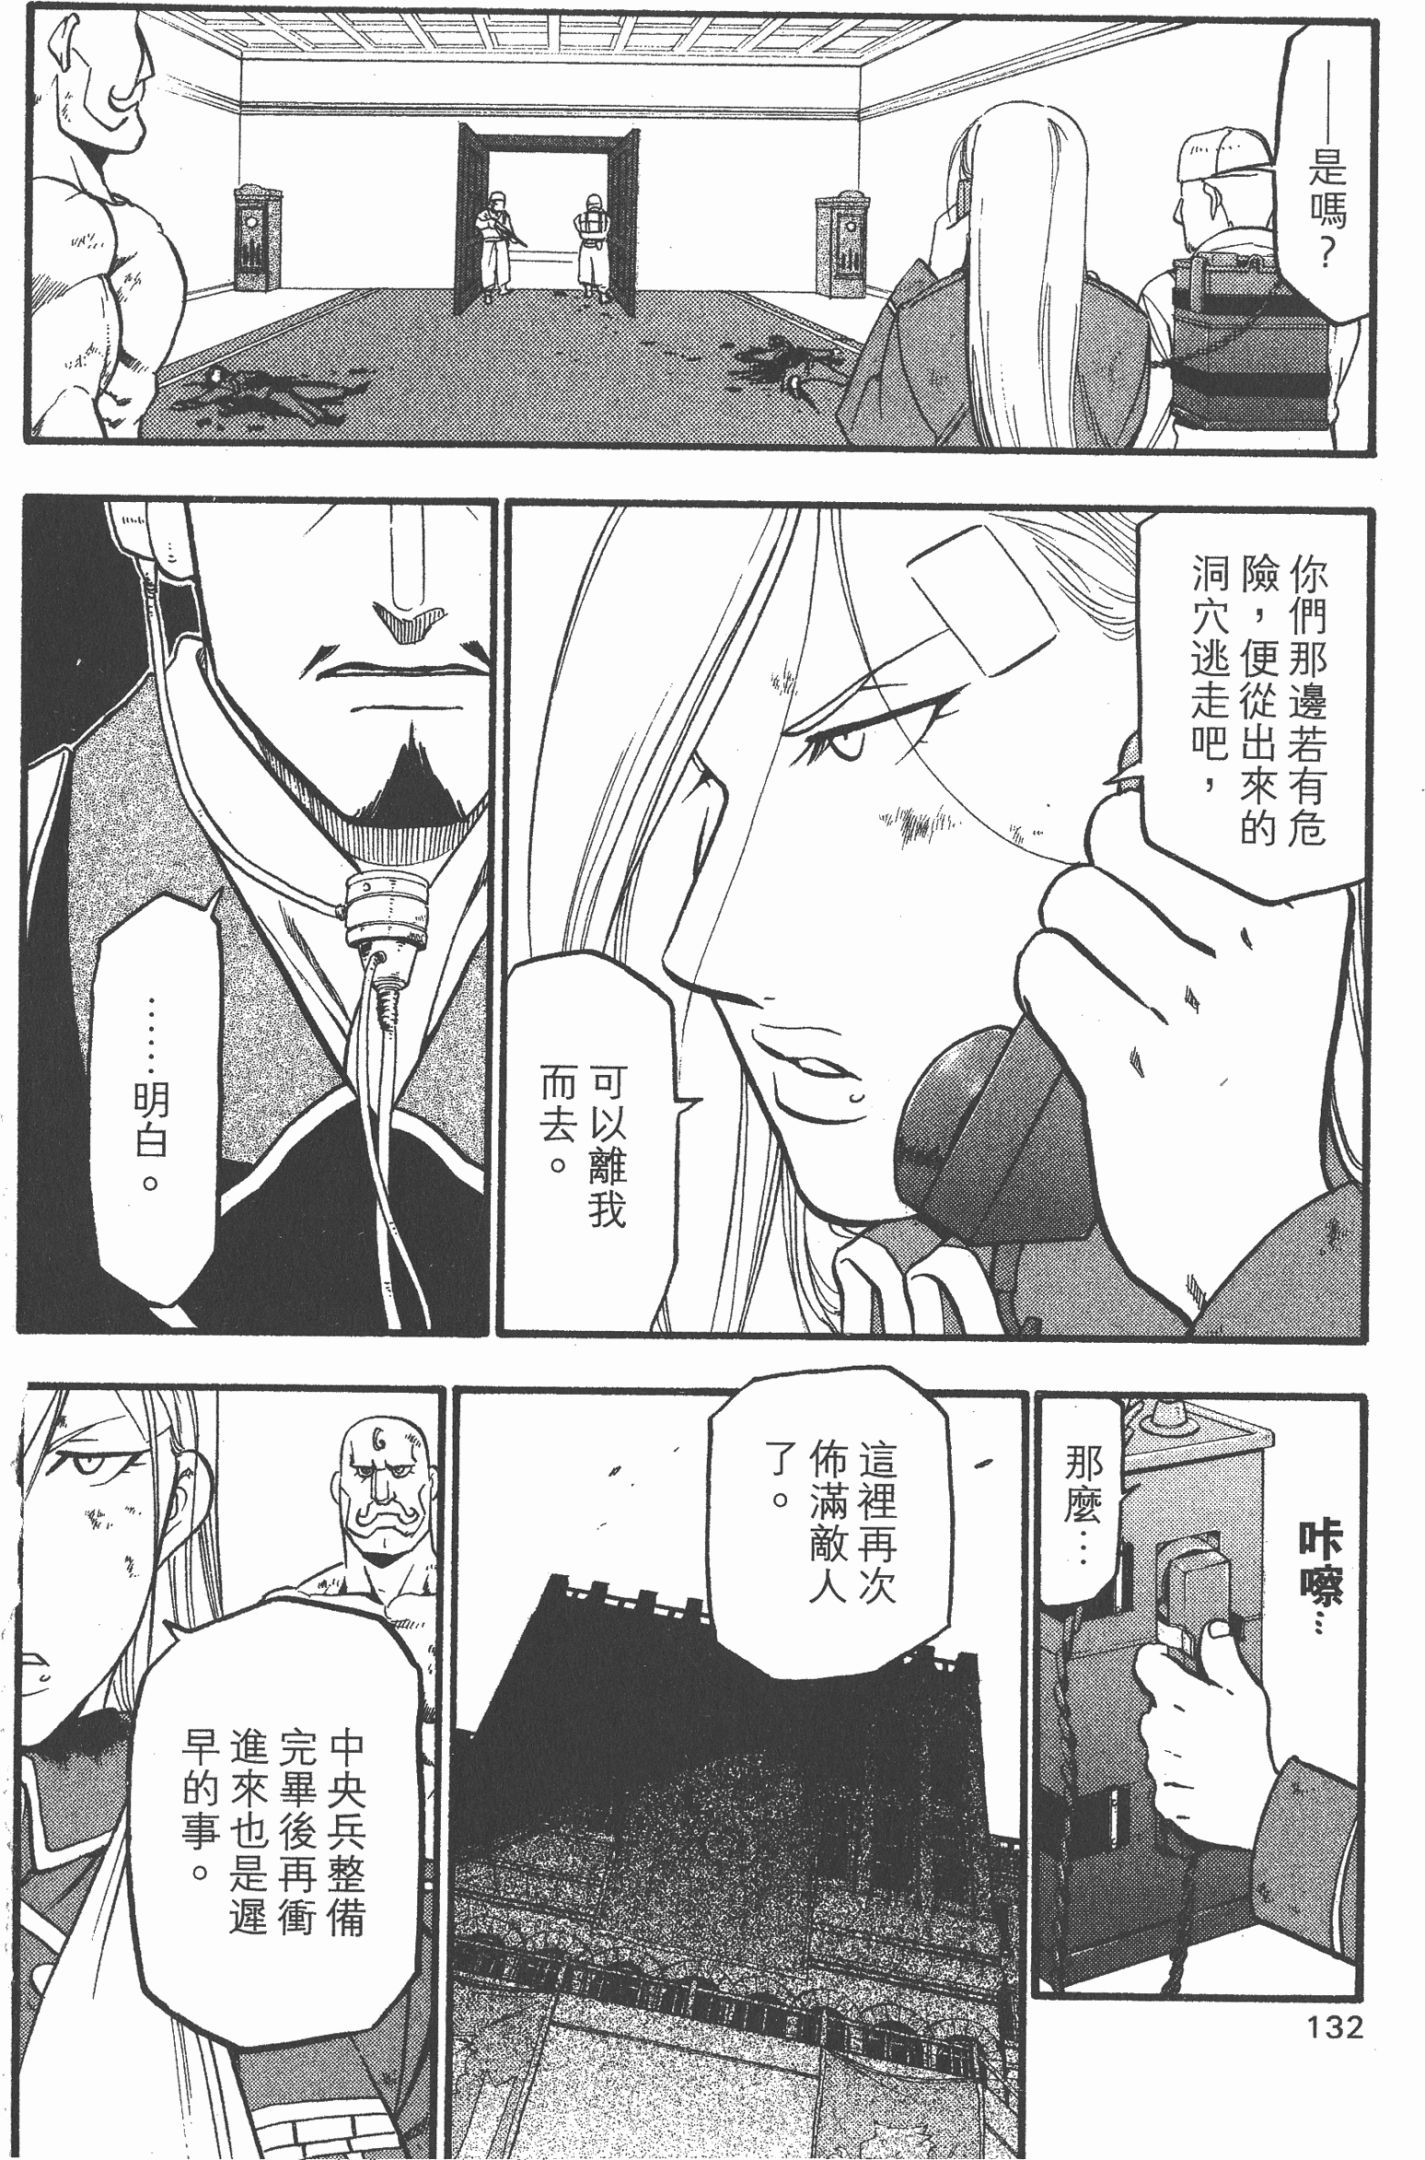 ——是嗎？
你們那邊若有危
險，便從出來的
洞穴逃走吧，
可以離我
而去。
……明白。
咔嚓…
那麼…
這裡再次
佈滿敵人
了。
中央兵整備
完畢後再衝
進來也是遲
早的事。
132